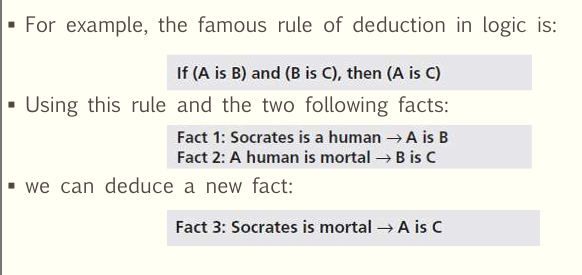 ▪ For example, the famous rule of deduction in logic is:
If (A is B) and (B is C), then (A is C)
▪ Using this rule and the two following facts:
Fact 1: Socrates is a human → A is B
Fact 2: A human is mortal → B is C
▪ we can deduce a new fact:
Fact 3: Socrates is mortal → A is C